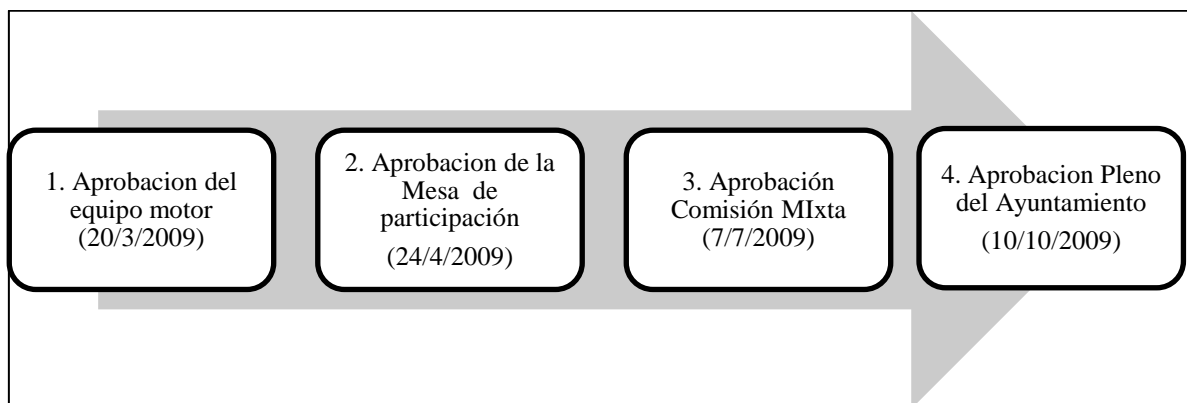 1. Aprobacion del
equipo motor
(20/3/2009)
2. Aprobacion de la
Mesa de
participación
(24/4/2009)
3. Aprobación
Comisión MIxta
(7/7/2009)
4. Aprobacion Pleno
del Ayuntamiento
(10/10/2009)